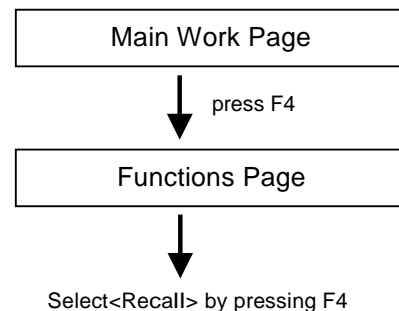 Main Work Page
press F4
Functions Page
Select<Recall> by pressing F4